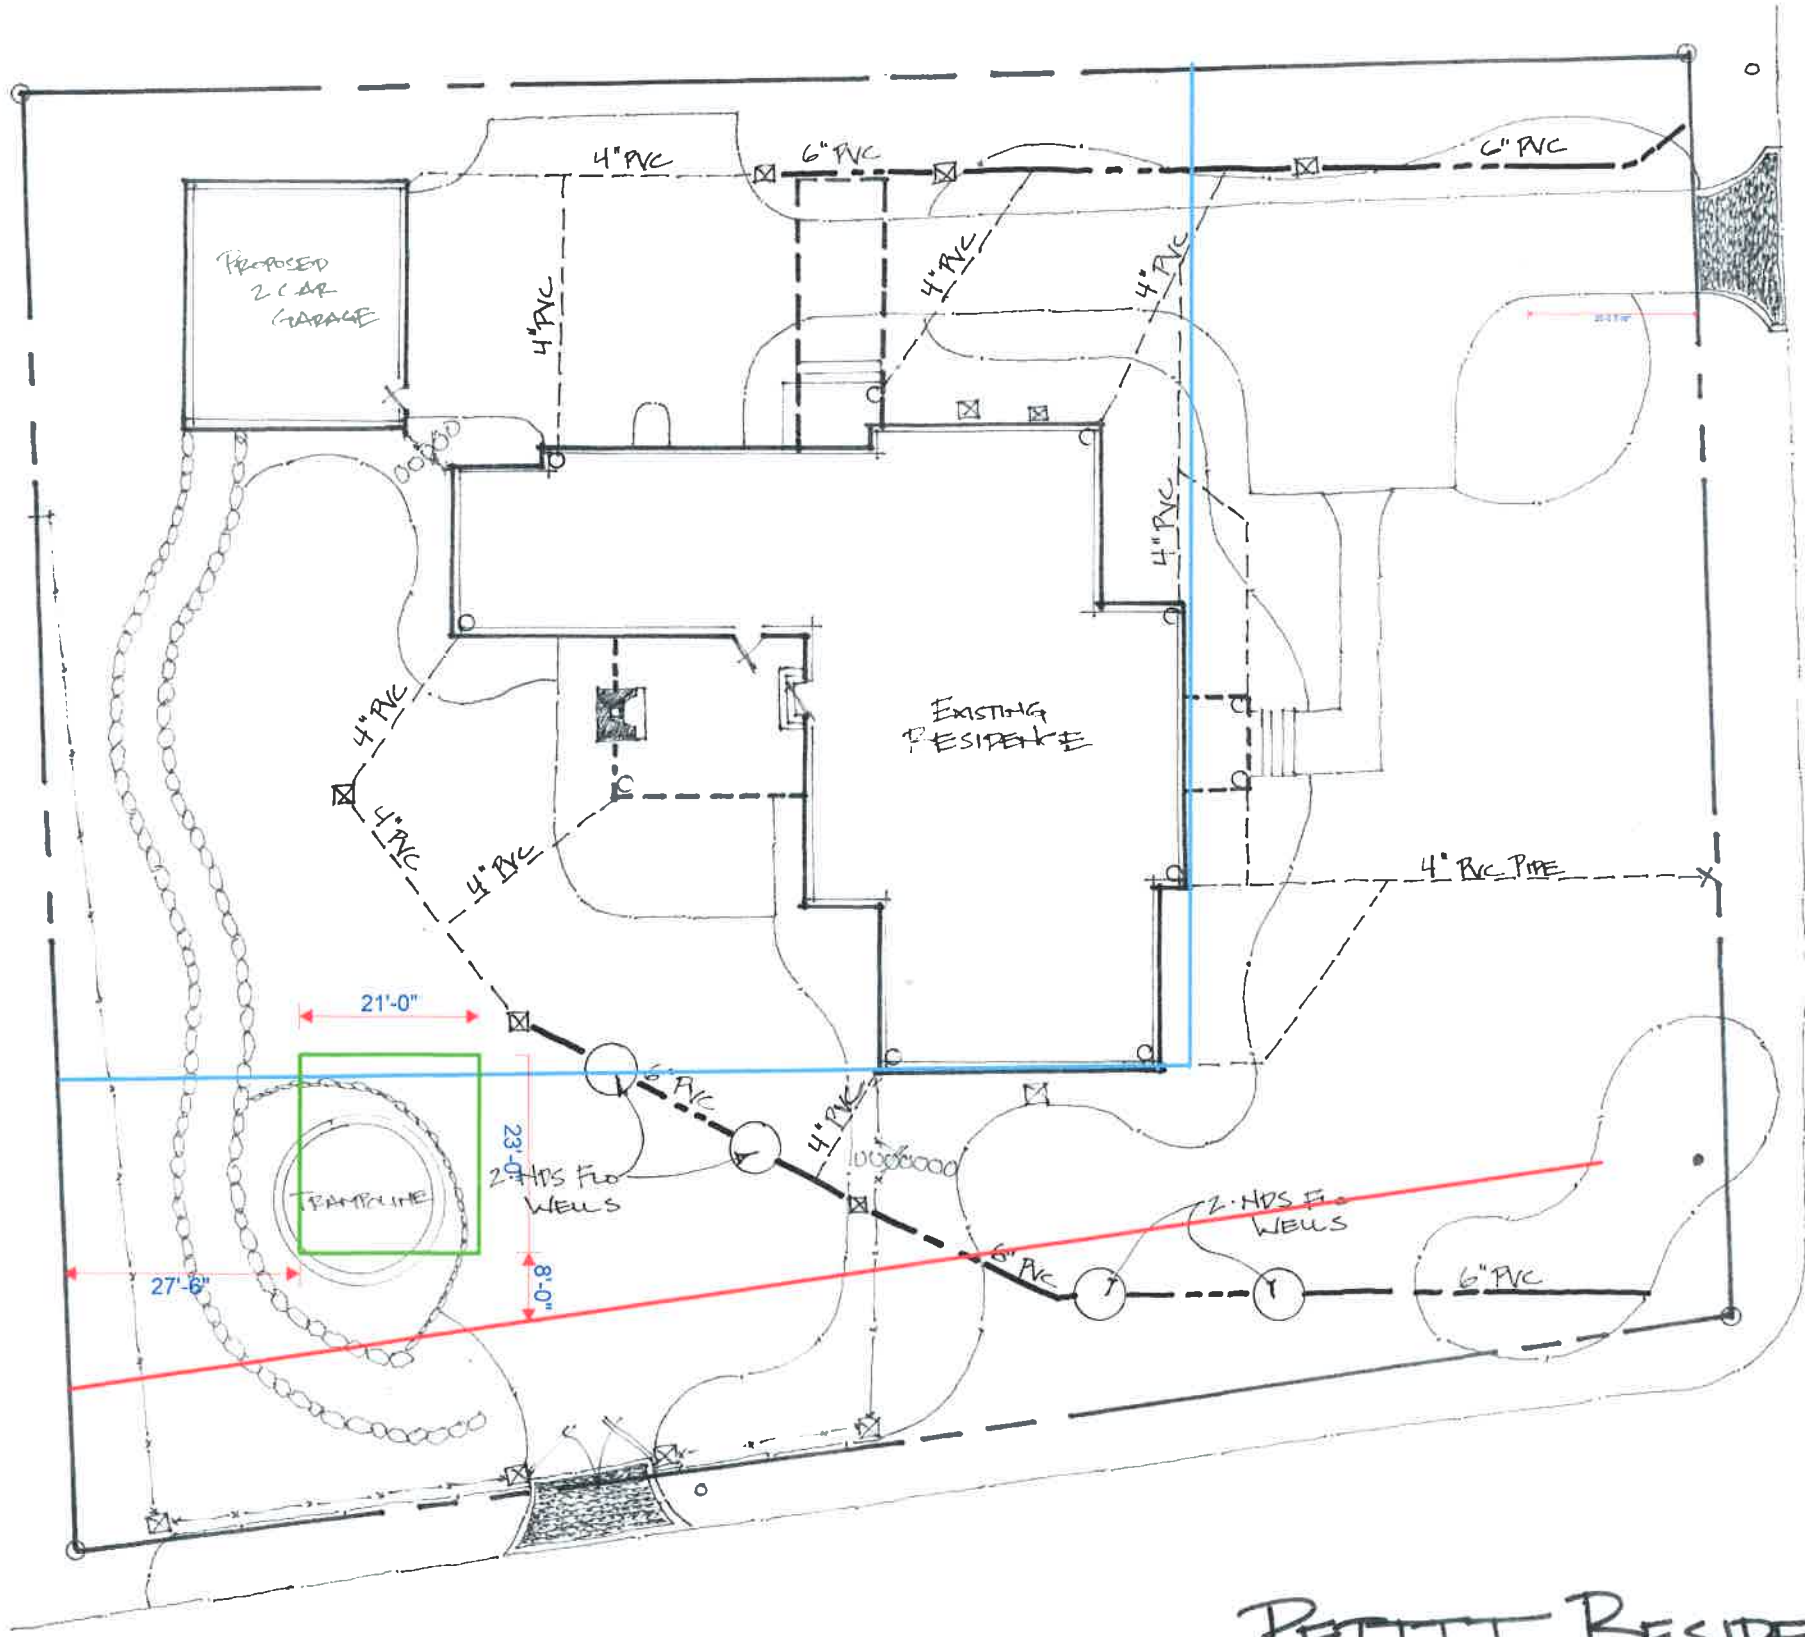 4" PVC
6" PVC
6" PVC
PROPOSED
2 CAR
GARAGE
4" PVC
4" PVC
4" PVC
4" PVC
EXISTING
RESIDENCE
4" PVC
4" PVC
4" PVC
4" PVC PIPE
21'-0"
6" PVC
23'-0"
4" PVC
2-NDS FLO
WELLS
TRAMPOLINE
2-NDS FLO
WELLS
27'-6"
8'-0"
6" PVC
6" PVC
PETTIT RESIDE